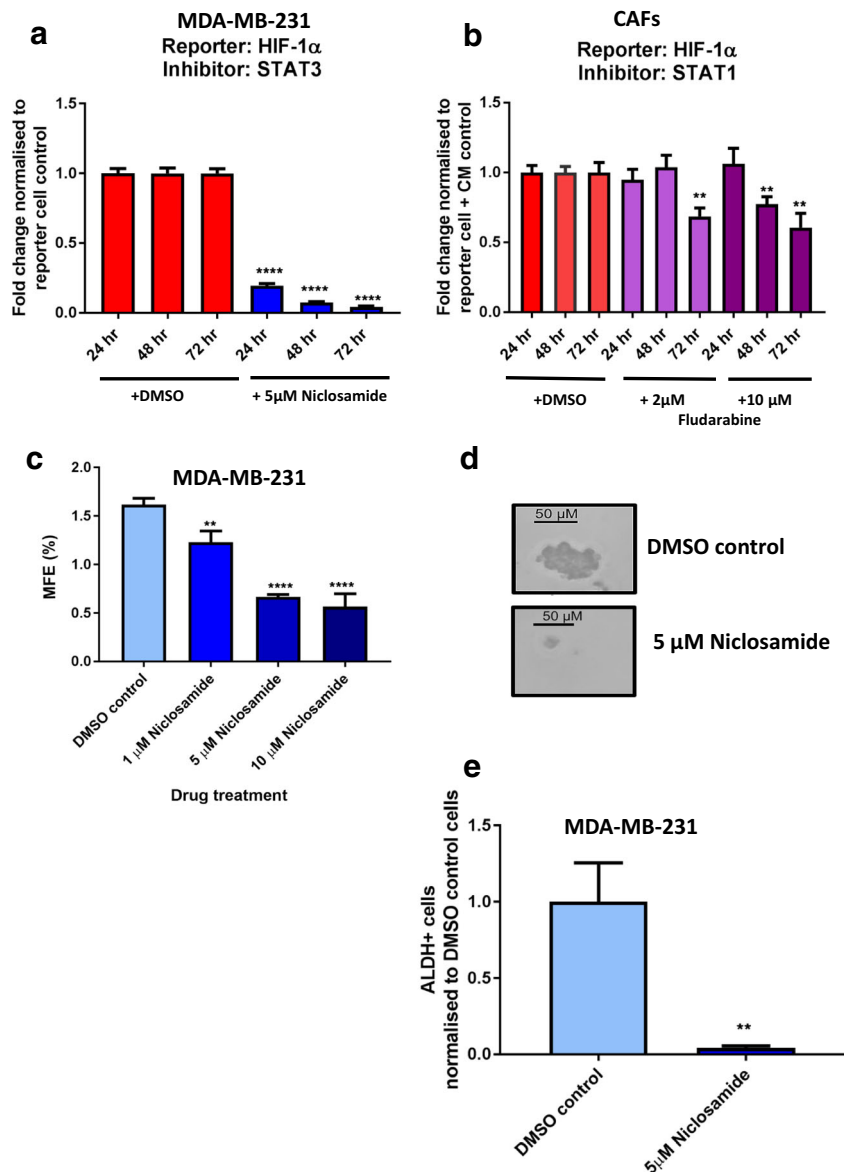 a
MDA-MB-231
Reporter: HIF-1α
Inhibitor: STAT3
Fold change normalised to
reporter cell control
1.5
1.0
0.5
0.0
****
****
****
24 hr
48 hr
72 hr
24 hr
48 hr
72 hr
+DMSO
+ 5μM Niclosamide
b
CAFs
Reporter: HIF-1α
Inhibitor: STAT1
Fold change normalised to
reporter cell + CM control
1.5
1.0
0.5
0.0
**
**
**
24 hr
48 hr
72 hr
24 hr
48 hr
72 hr
24 hr
48 hr
72 hr
+DMSO
+ 2μM
+10 μM
Fludarabine
c
MDA-MB-231
MFE (%)
2.0
1.5
1.0
0.5
0.0
**
****
****
DMSO control
1 μM Niclosamide
5 μM Niclosamide
10 μM Niclosamide
Drug treatment
d
50 μM
DMSO control
50 μM
5 μM Niclosamide
e
MDA-MB-231
ALDH+ cells
normalised to DMSO control cells
1.5
1.0
0.5
0.0
**
DMSO control
5μM Niclosamide